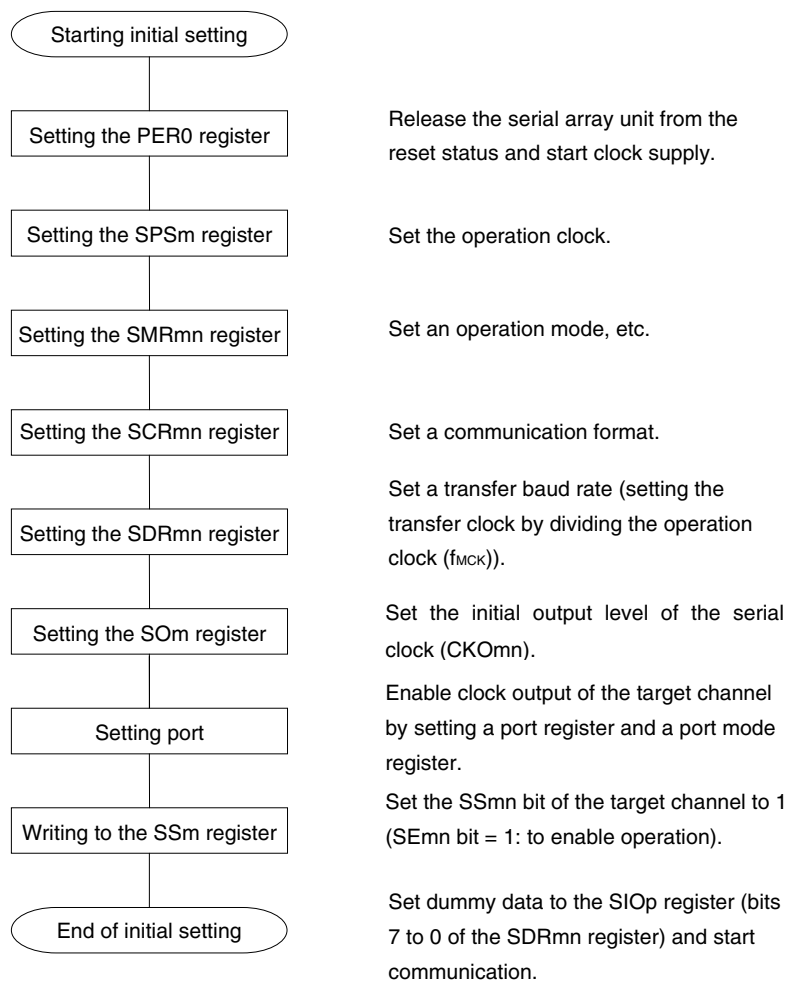 Starting initial setting
Setting the PER0 register
Release the serial array unit from the
reset status and start clock supply.
Setting the SPSm register
Set the operation clock.
Setting the SMRmn register
Set an operation mode, etc.
Setting the SCRmn register
Set a communication format.
Setting the SDRmn register
Set a transfer baud rate (setting the
transfer clock by dividing the operation
clock (fMCK)).
Setting the SOm register
Set the initial output level of the serial
clock (CKOmn).
Setting port
Enable clock output of the target channel
by setting a port register and a port mode
register.
Writing to the SSm register
Set the SSmn bit of the target channel to 1
(SEmn bit = 1: to enable operation).
End of initial setting
Set dummy data to the SIOp register (bits
7 to 0 of the SDRmn register) and start
communication.